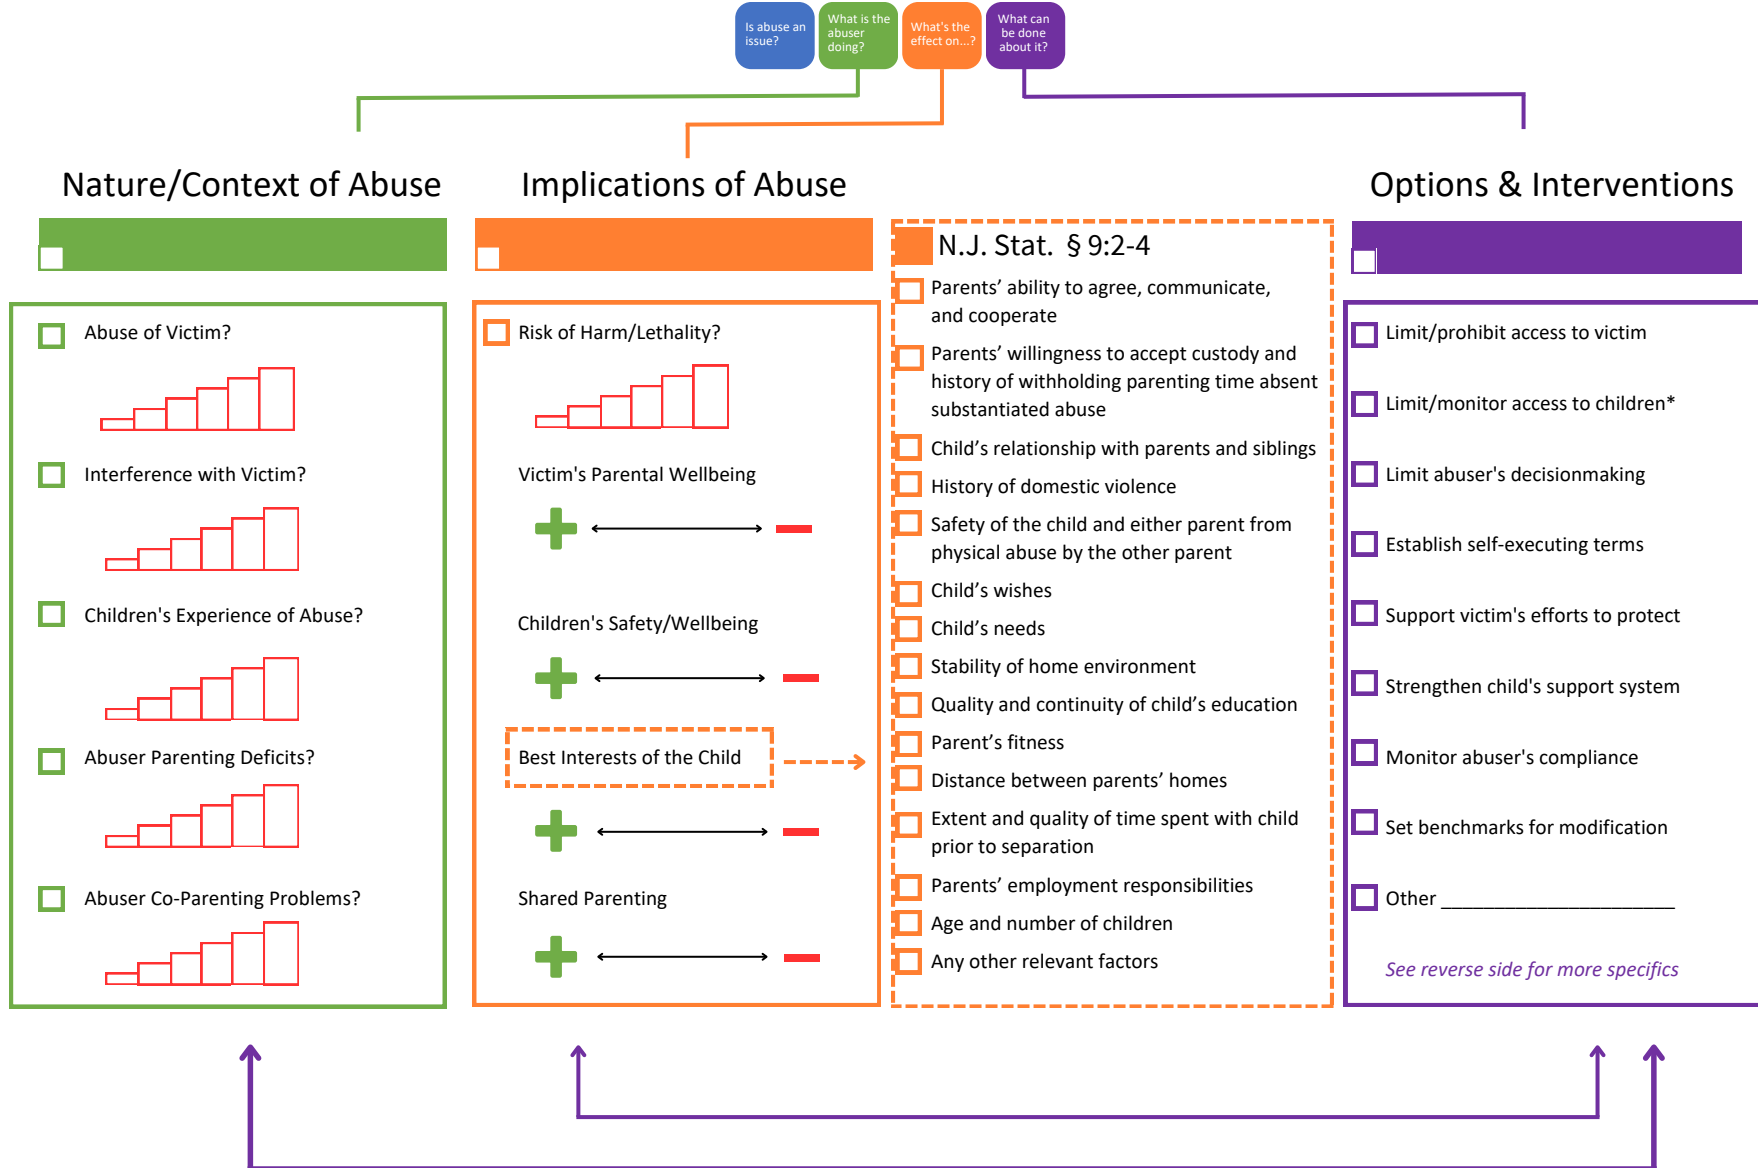 Is abuse an
issue?
What is the
abuser
doing?
What's the
effect on...?
What can
be done
about it?
Nature/Context of Abuse
Abuse of Victim?
Interference with Victim?
Children's Experience of Abuse?
Abuser Parenting Deficits?
Abuser Co-Parenting Problems?
Implications of Abuse
Risk of Harm/Lethality?
Victim's Parental Wellbeing
Children's Safety/Wellbeing
Best Interests of the Child
Shared Parenting
N.J. Stat. § 9:2-4
Parents’ ability to agree, communicate,
and cooperate
Parents’ willingness to accept custody and
history of withholding parenting time absent
substantiated abuse
Child’s relationship with parents and siblings
History of domestic violence
Safety of the child and either parent from
physical abuse by the other parent
Child’s wishes
Child’s needs
Stability of home environment
Quality and continuity of child’s education
Parent’s fitness
Distance between parents’ homes
Extent and quality of time spent with child
prior to separation
Parents’ employment responsibilities
Age and number of children
Any other relevant factors
Options & Interventions
Limit/prohibit access to victim
Limit/monitor access to children*
Limit abuser's decisionmaking
Establish self-executing terms
Support victim's efforts to protect
Strengthen child's support system
Monitor abuser's compliance
Set benchmarks for modification
Other ______________________
See reverse side for more specifics